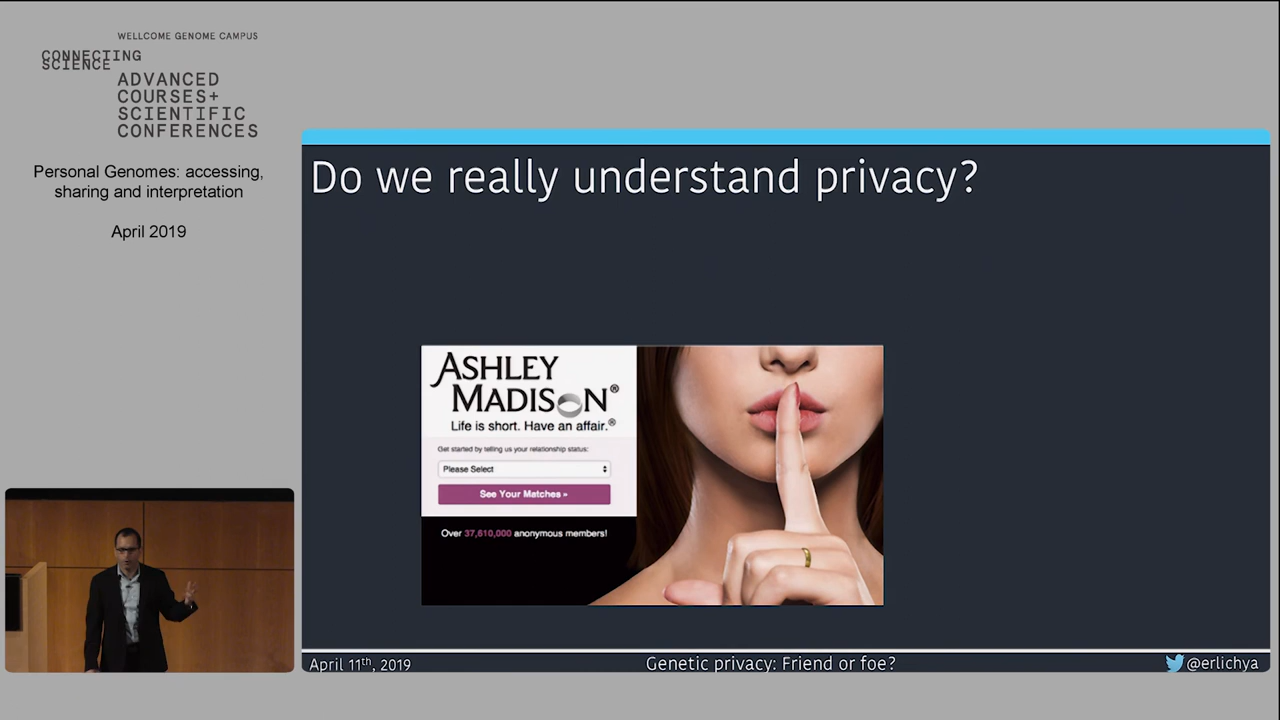 WELLCOME GENOME CAMPUS
CONNECTING
SCIENCE
ADVANCED
COURSES+
SCIENTIFIC
CONFERENCES
Personal Genomes: accessing,
sharing and interpretation
April 2019
Do we really understand privacy?
ASHLEY
MADISON®
Life is short. Have an affair.®
Get started by telling us your relationship status:
Please Select
See Your Matches »
Over 37,610,000 anonymous members!
April 11th, 2019
Genetic privacy: Friend or foe?
@erlichya